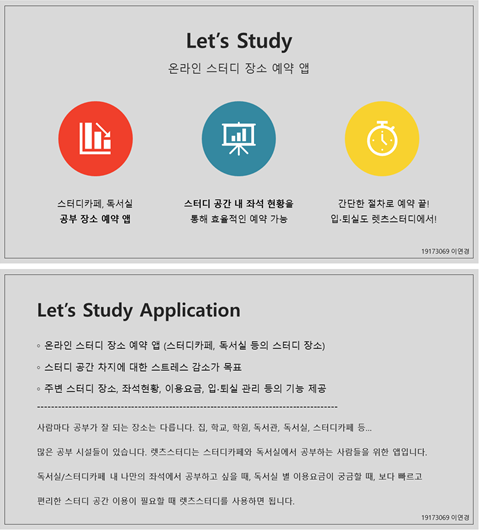 Let's Study
온라인 스터디 장소 예약 앱
스터디카페, 독서실
공부 장소 예약 앱
스터디 공간 내 좌석 현황을
통해 효율적인 예약 가능
간단한 절차로 예약 끝!
입·퇴실도 렛츠스터디에서!
19173069 이연경
Let's Study Application
◦ 온라인 스터디 장소 예약 앱 (스터디카페, 독서실 등의 스터디 장소)
◦ 스터디 공간 차지에 대한 스트레스 감소가 목표
◦ 주변 스터디 장소, 좌석현황, 이용요금, 입·퇴실 관리 등의 기능 제공
사람마다 공부가 잘 되는 장소는 다릅니다. 집, 학교, 학원, 독서관, 독서실, 스터디카페 등...
많은 공부 시설들이 있습니다. 렛츠스터디는 스터디카페와 독서실에서 공부하는 사람들을 위한 앱입니다.
독서실/스터디카페 내 나만의 좌석에서 공부하고 싶을 때, 독서실 별 이용요금이 궁금할 때, 보다 빠르고
편리한 스터디 공간 이용이 필요할 때 렛츠스터디를 사용하면 됩니다.
19173069 이연경